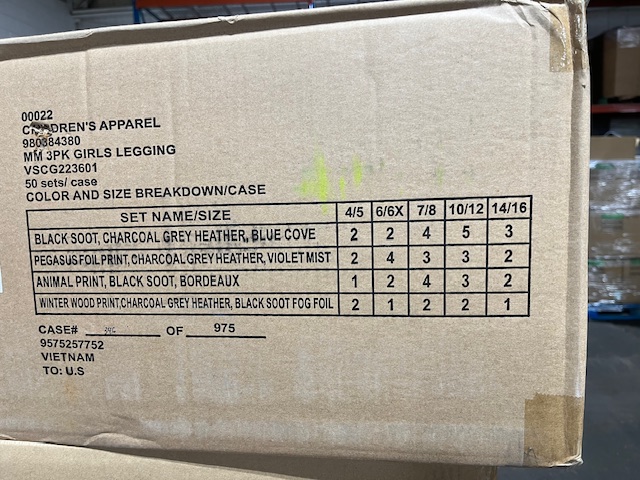 00022
CHILDREN'S APPAREL
980384380
MM 3PK GIRLS LEGGING
VSCG223601
50 sets/ case
COLOR AND SIZE BREAKDOWN/CASE
SET NAME/SIZE 4/5 6/6X 7/8 10/12 14/16
BLACK SOOT, CHARCOAL GREY HEATHER, BLUE COVE 2 2 4 5 3
PEGASUS FOIL PRINT, CHARCOAL GREY HEATHER, VIOLET MIST 2 4 3 3 2
ANIMAL PRINT, BLACK SOOT, BORDEAUX 1 2 4 3 2
WINTER WOOD PRINT,CHARCOAL GREY HEATHER, BLACK SOOT FOG FOIL 2 1 2 2 1
CASE# OF 975
9575257752
VIETNAM
TO: U.S